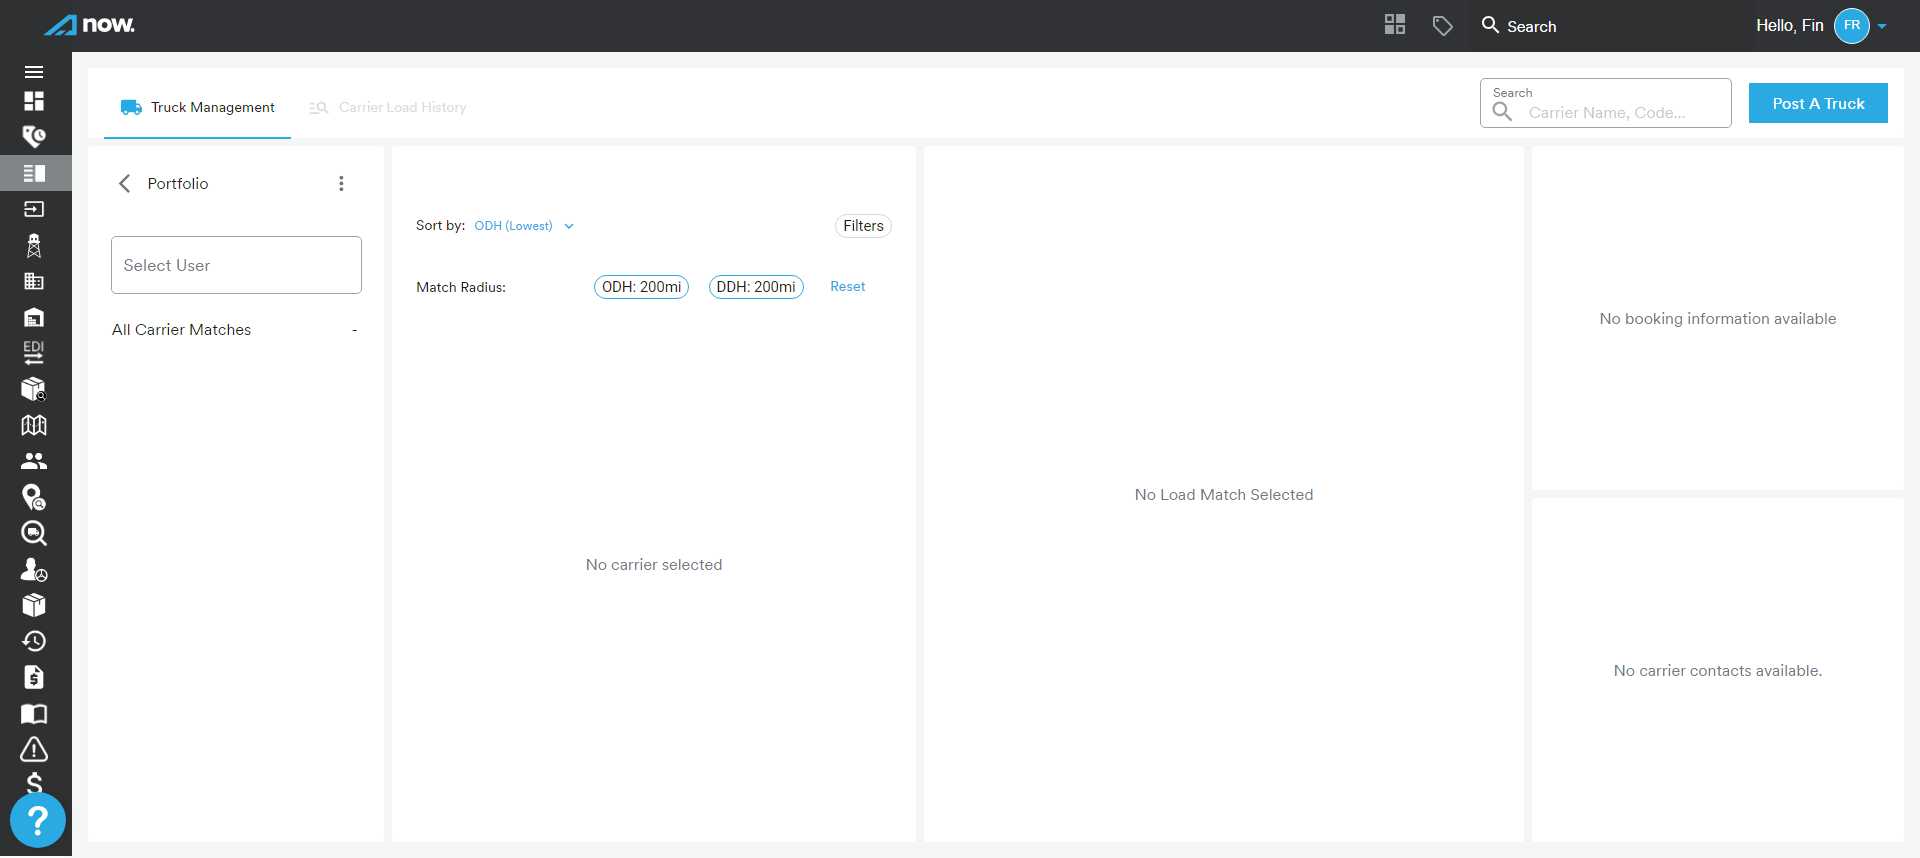 now.
Search
Hello, Fin
FR
Truck Management
Carrier Load History
Search
Carrier Name, Code...
Post A Truck
Portfolio
Select User
All Carrier Matches
-
Sort by:
ODH (Lowest)
Filters
Match Radius:
ODH: 200mi
DDH: 200mi
Reset
No carrier selected
No Load Match Selected
No booking information available
No carrier contacts available.
EDI
?